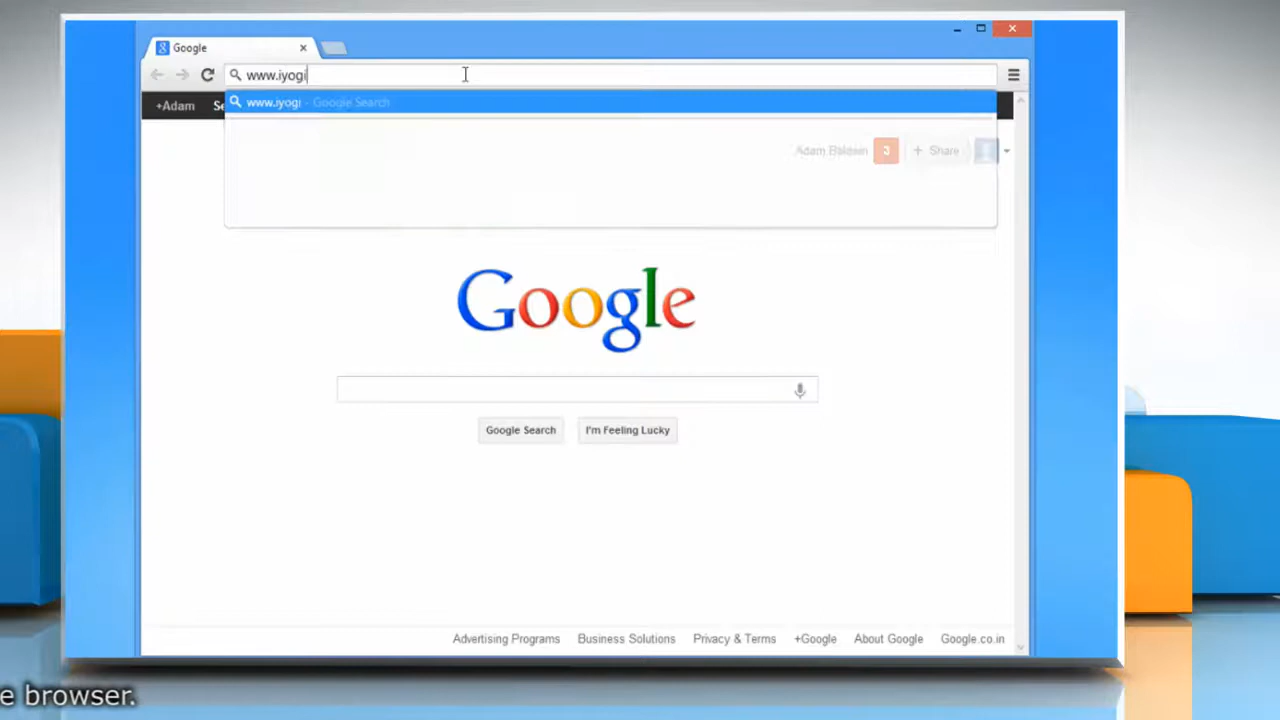 Google
www.iyogi
www.iyogi - Google Search
+Adam Se
Adam Baldwin 3 + Share
Google
Google Search I'm Feeling Lucky
Advertising Programs Business Solutions Privacy & Terms +Google About Google Google.co.in
e browser.